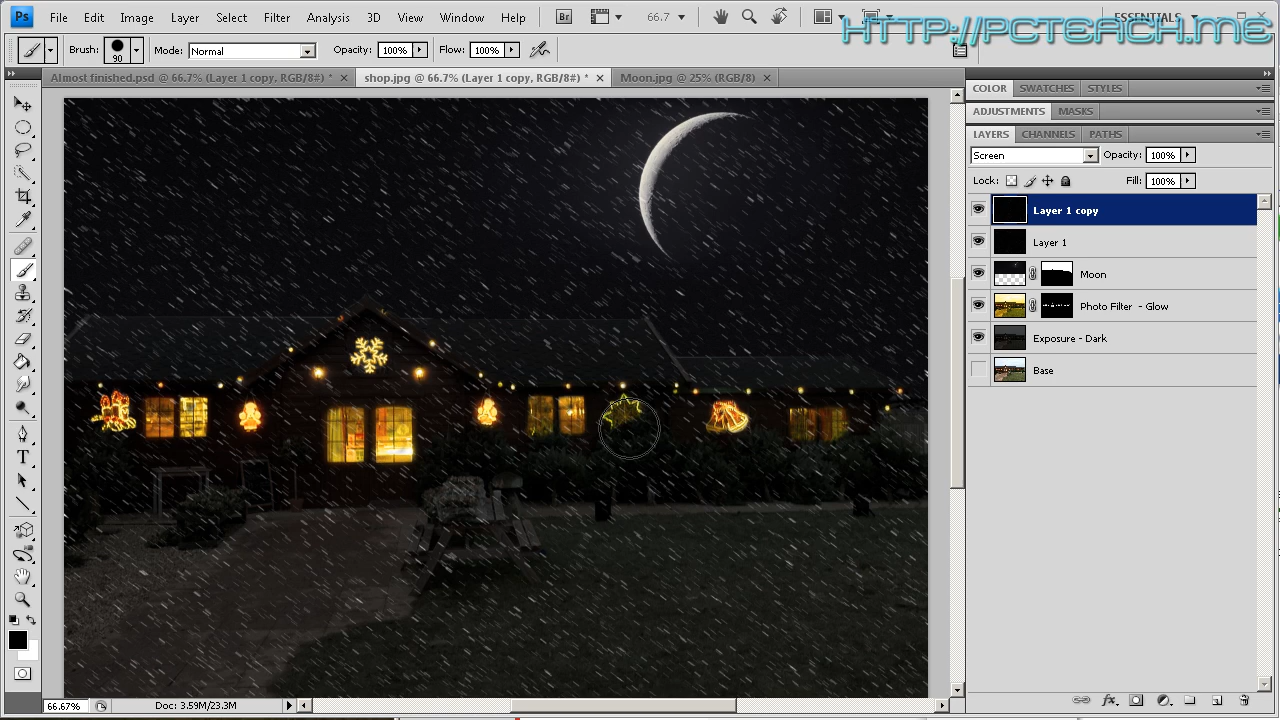 Ps File Edit Image Layer Select Filter Analysis 3D View Window Help Br 66.7 ESSENTIALS
HTTP://PCTEACH.ME
Brush: 90 Mode: Normal Opacity: 100% Flow: 100%
Almost finished.psd @ 66.7% (Layer 1 copy, RGB/8#) * shop.jpg @ 66.7% (Layer 1 copy, RGB/8#) * Moon.jpg @ 25% (RGB/8)
COLOR SWATCHES STYLES
ADJUSTMENTS MASKS
LAYERS CHANNELS PATHS
Screen Opacity: 100%
Lock: Fill: 100%
Layer 1 copy
Layer 1
Moon
Photo Filter - Glow
Exposure - Dark
Base
T
66.67% Doc: 3.59M/23.3M
fx